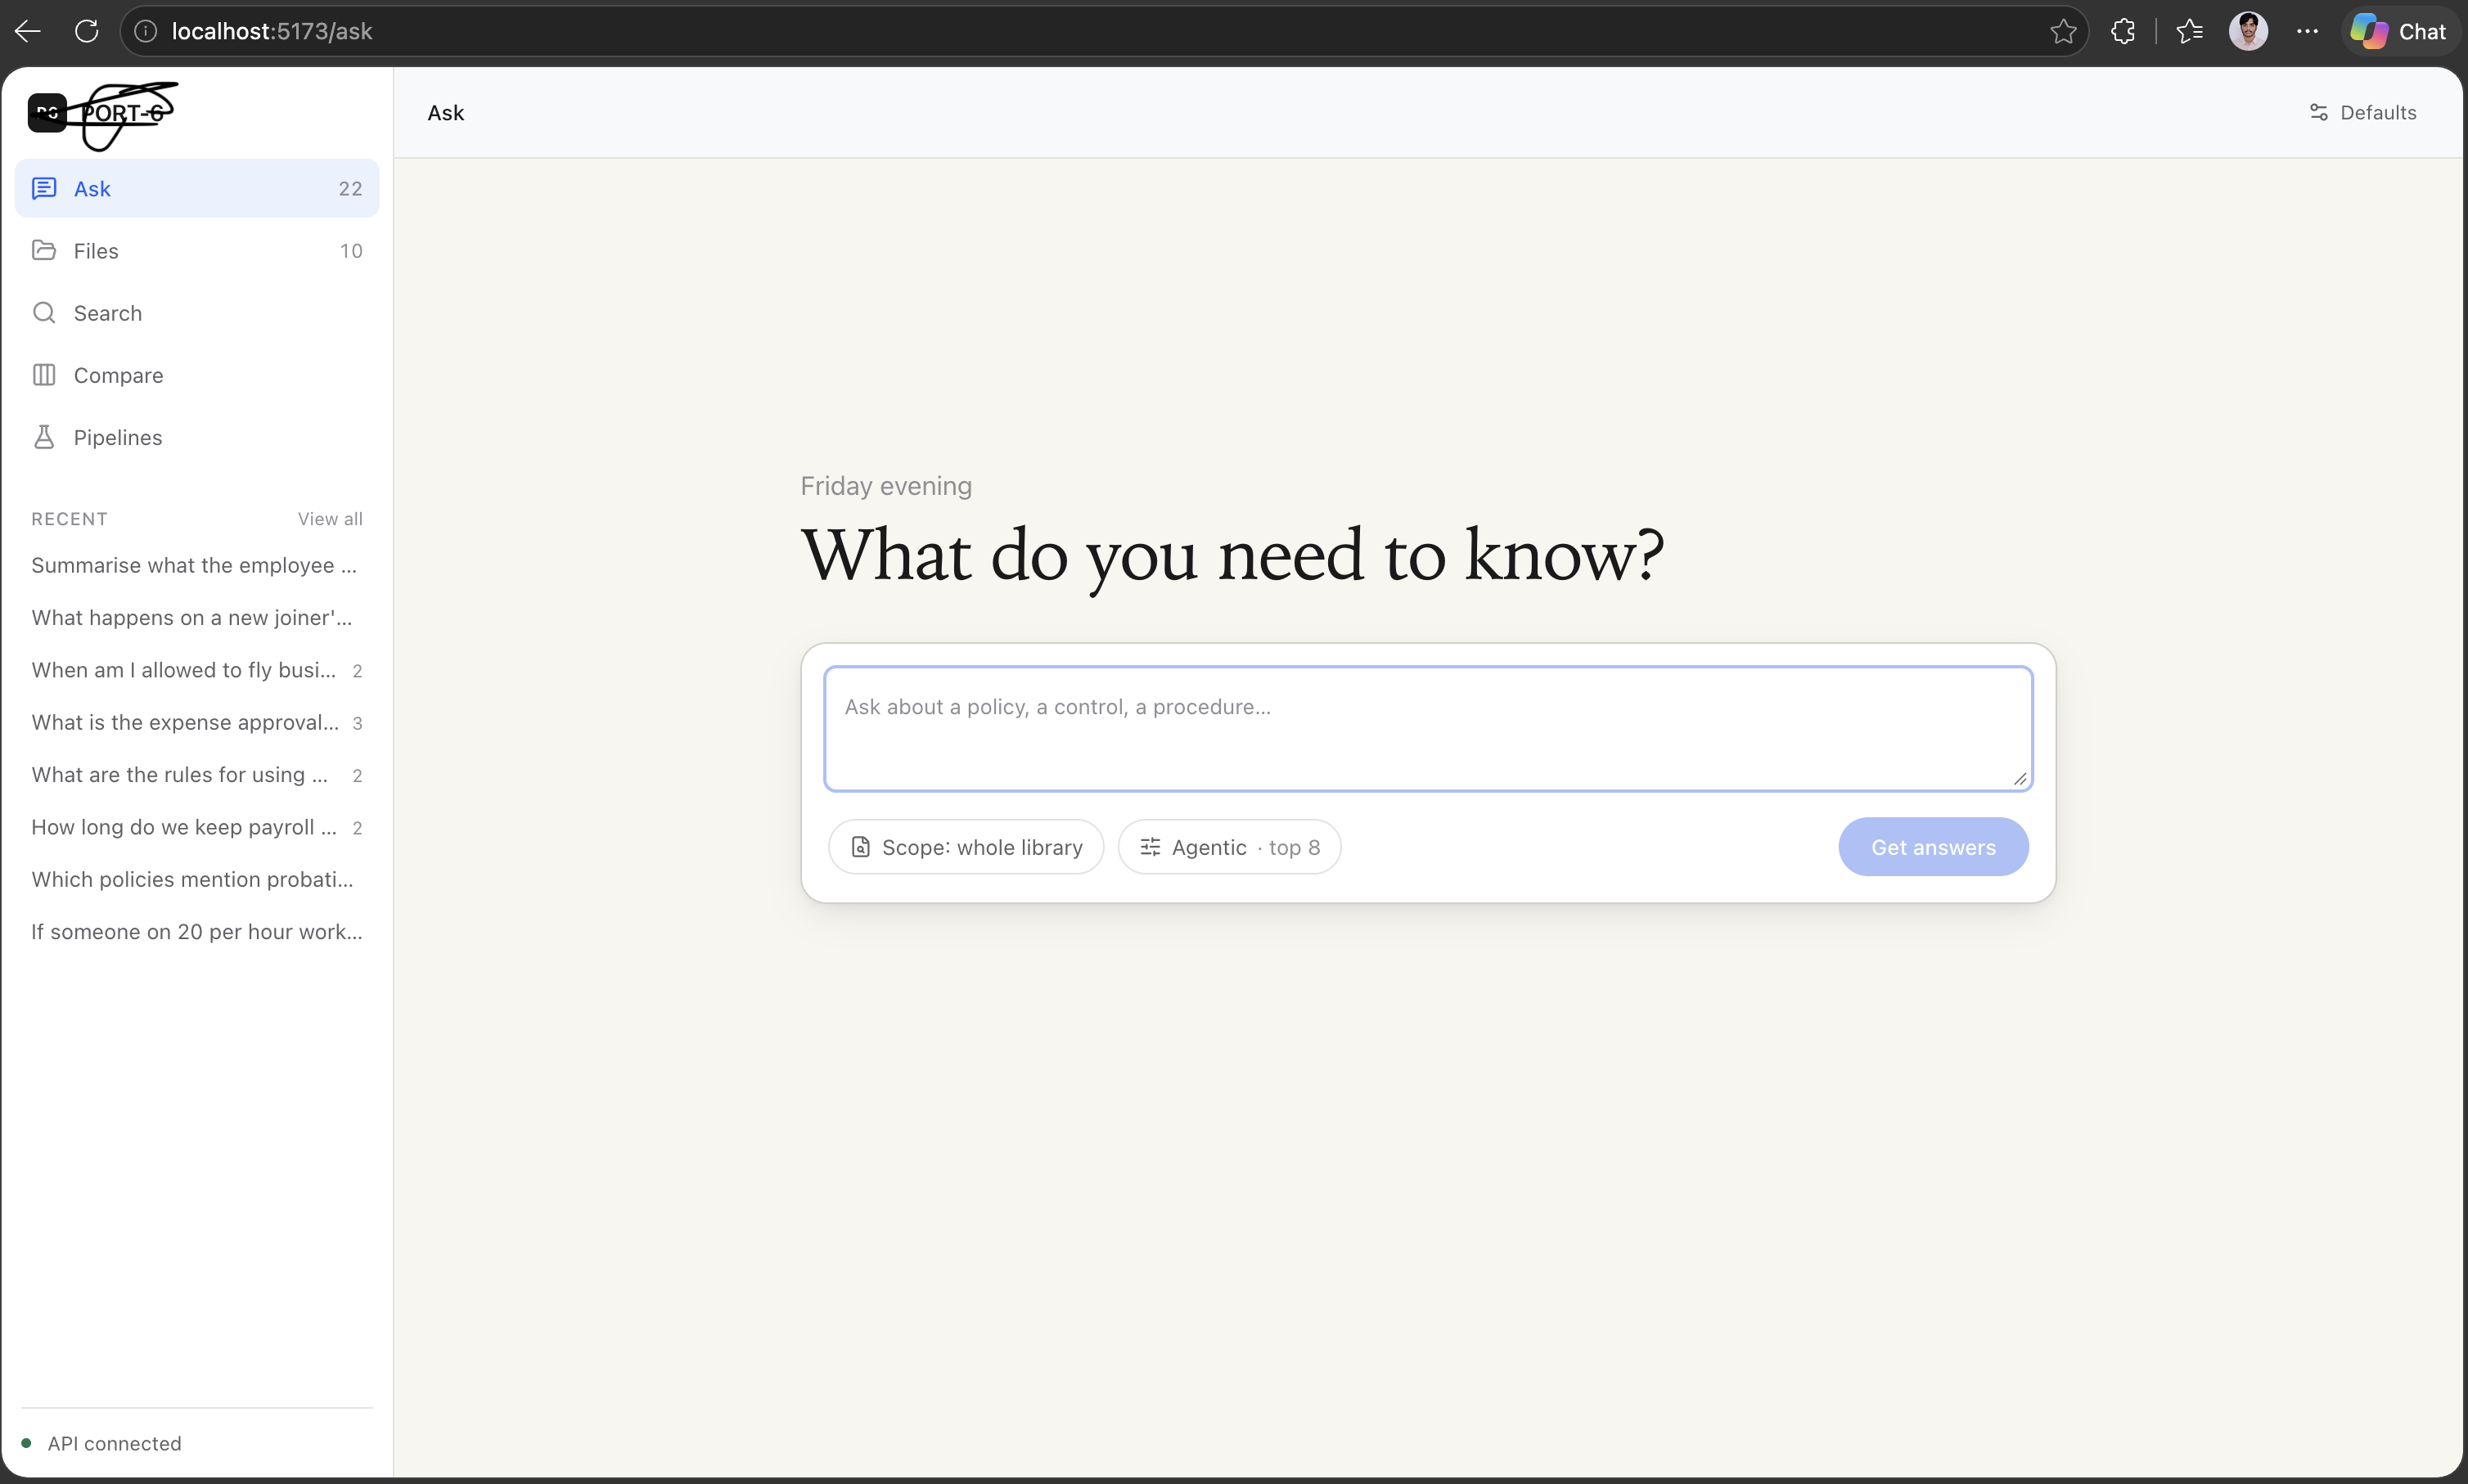 localhost:5173/ask
Chat
PORT-6
Ask
Defaults
Ask 22
Files 10
Search
Compare
Pipelines
RECENT View all
Summarise what the employee ...
What happens on a new joiner'...
When am I allowed to fly busi... 2
What is the expense approval... 3
What are the rules for using ... 2
How long do we keep payroll ... 2
Which policies mention probati...
If someone on 20 per hour work...
API connected
Friday evening
What do you need to know?
Ask about a policy, a control, a procedure...
Scope: whole library
Agentic · top 8
Get answers